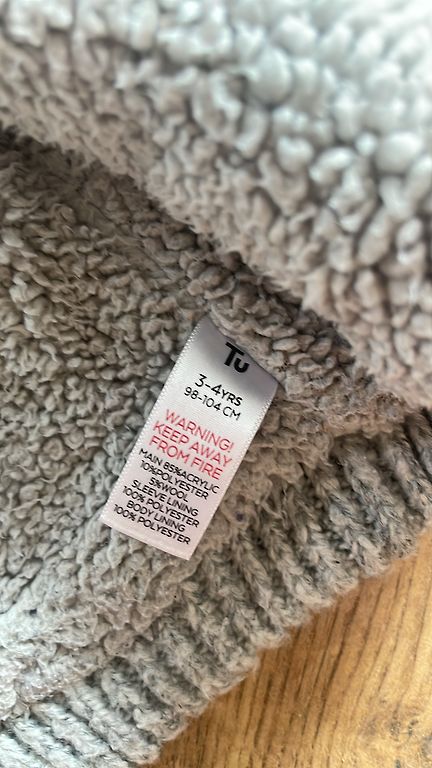 Tu
3-4YRS
98-104 CM
WARNING!
KEEP AWAY
FROM FIRE
MAIN 85%ACRYLIC
10%POLYESTER
5%WOOL
SLEEVE LINING
100% POLYESTER
BODY LINING
100% POLYESTER